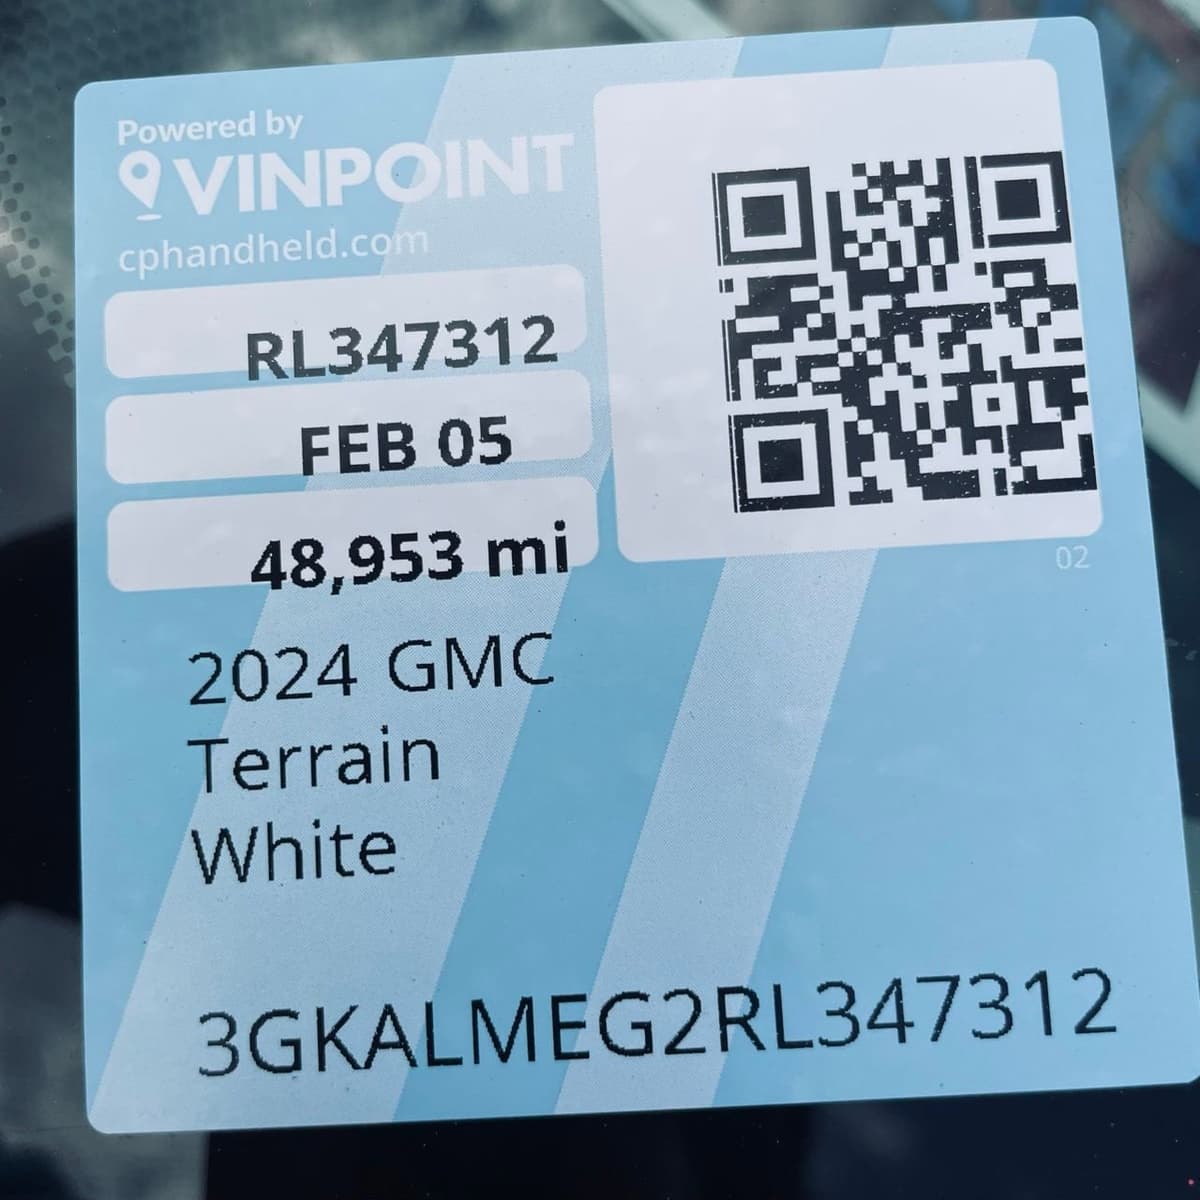 Powered by
VINPOINT
cphandheld.com
RL347312
FEB 05
48,953 mi
02
2024 GMC
Terrain
White
3GKALMEG2RL347312